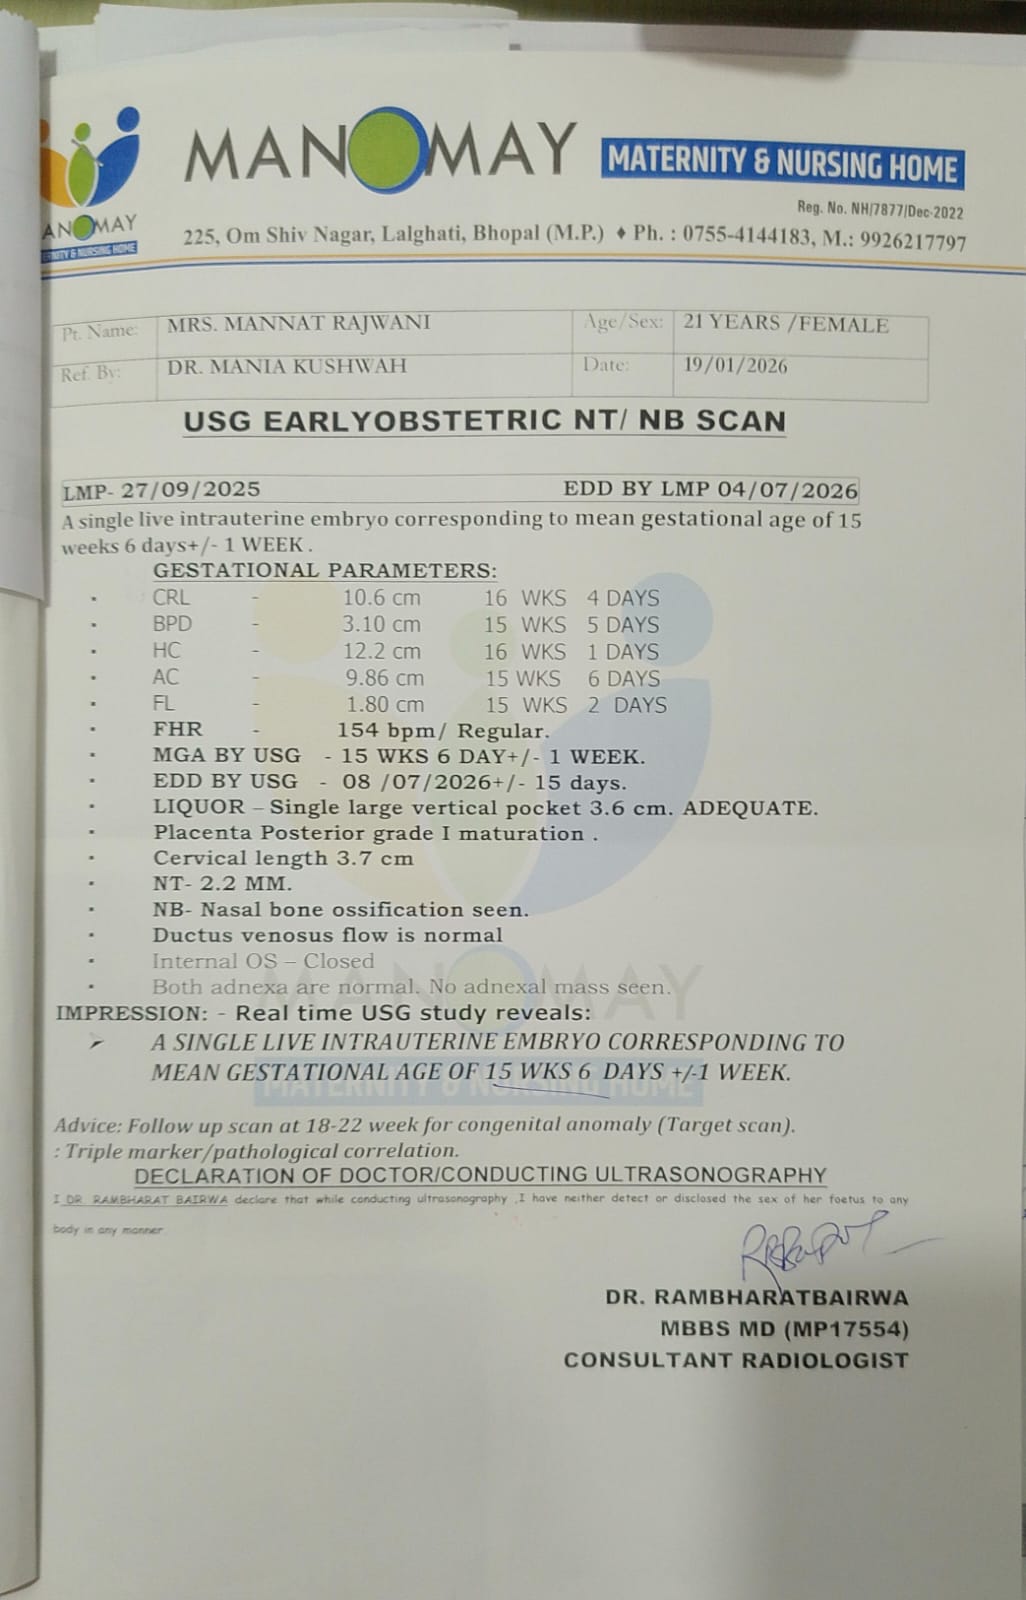 MANOMAY MATERNITY & NURSING HOME
Reg. No. NH/7877/Dec-2022
ANOMAY
NITY & NURSING HOME
225, Om Shiv Nagar, Lalghati, Bhopal (M.P.) ♦ Ph. : 0755-4144183, M.: 9926217797
Pt. Name: MRS. MANNAT RAJWANI Age/Sex: 21 YEARS /FEMALE
Ref. By: DR. MANIA KUSHWAH Date: 19/01/2026
USG EARLYOBSTETRIC NT/ NB SCAN
LMP- 27/09/2025 EDD BY LMP 04/07/2026
A single live intrauterine embryo corresponding to mean gestational age of 15
weeks 6 days+/- 1 WEEK .
GESTATIONAL PARAMETERS:
· CRL - 10.6 cm 16 WKS 4 DAYS
· BPD - 3.10 cm 15 WKS 5 DAYS
· HC - 12.2 cm 16 WKS 1 DAYS
· AC - 9.86 cm 15 WKS 6 DAYS
· FL - 1.80 cm 15 WKS 2 DAYS
· FHR - 154 bpm/ Regular.
· MGA BY USG - 15 WKS 6 DAY+/- 1 WEEK.
· EDD BY USG - 08 /07/2026+/- 15 days.
· LIQUOR – Single large vertical pocket 3.6 cm. ADEQUATE.
· Placenta Posterior grade I maturation .
· Cervical length 3.7 cm
· NT- 2.2 MM.
· NB- Nasal bone ossification seen.
· Ductus venosus flow is normal
· Internal OS – Closed
· Both adnexa are normal. No adnexal mass seen.
MANOMAY
IMPRESSION: - Real time USG study reveals:
➢ A SINGLE LIVE INTRAUTERINE EMBRYO CORRESPONDING TO
MEAN GESTATIONAL AGE OF 15 WKS 6 DAYS +/-1 WEEK.
MATERNITY & NURSING HOME
Advice: Follow up scan at 18-22 week for congenital anomaly (Target scan).
: Triple marker/pathological correlation.
DECLARATION OF DOCTOR/CONDUCTING ULTRASONOGRAPHY
I DR. RAMBHARAT BAIRWA declare that while conducting ultrasonography ,I have neither detect or disclosed the sex of her foetus to any
body in any manner
DR. RAMBHARATBAIRWA
MBBS MD (MP17554)
CONSULTANT RADIOLOGIST